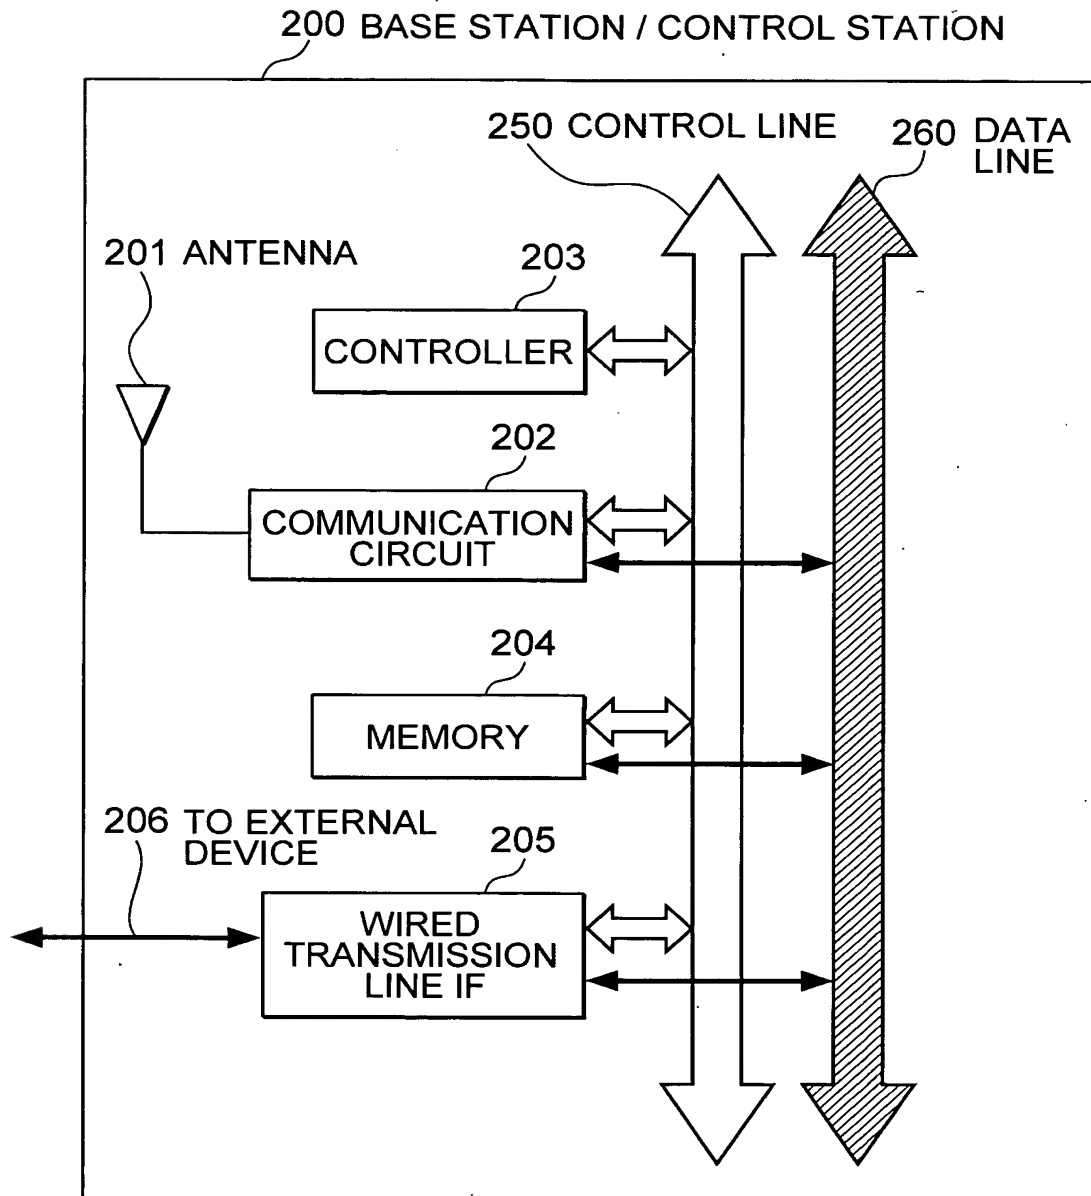 200 BASE STATION / CONTROL STATION
250 CONTROL LINE
260 DATA
LINE
201 ANTENNA
203
CONTROLLER
202
COMMUNICATION
CIRCUIT
204
MEMORY
206 TO EXTERNAL
DEVICE
205
WIRED
TRANSMISSION
LINE IF